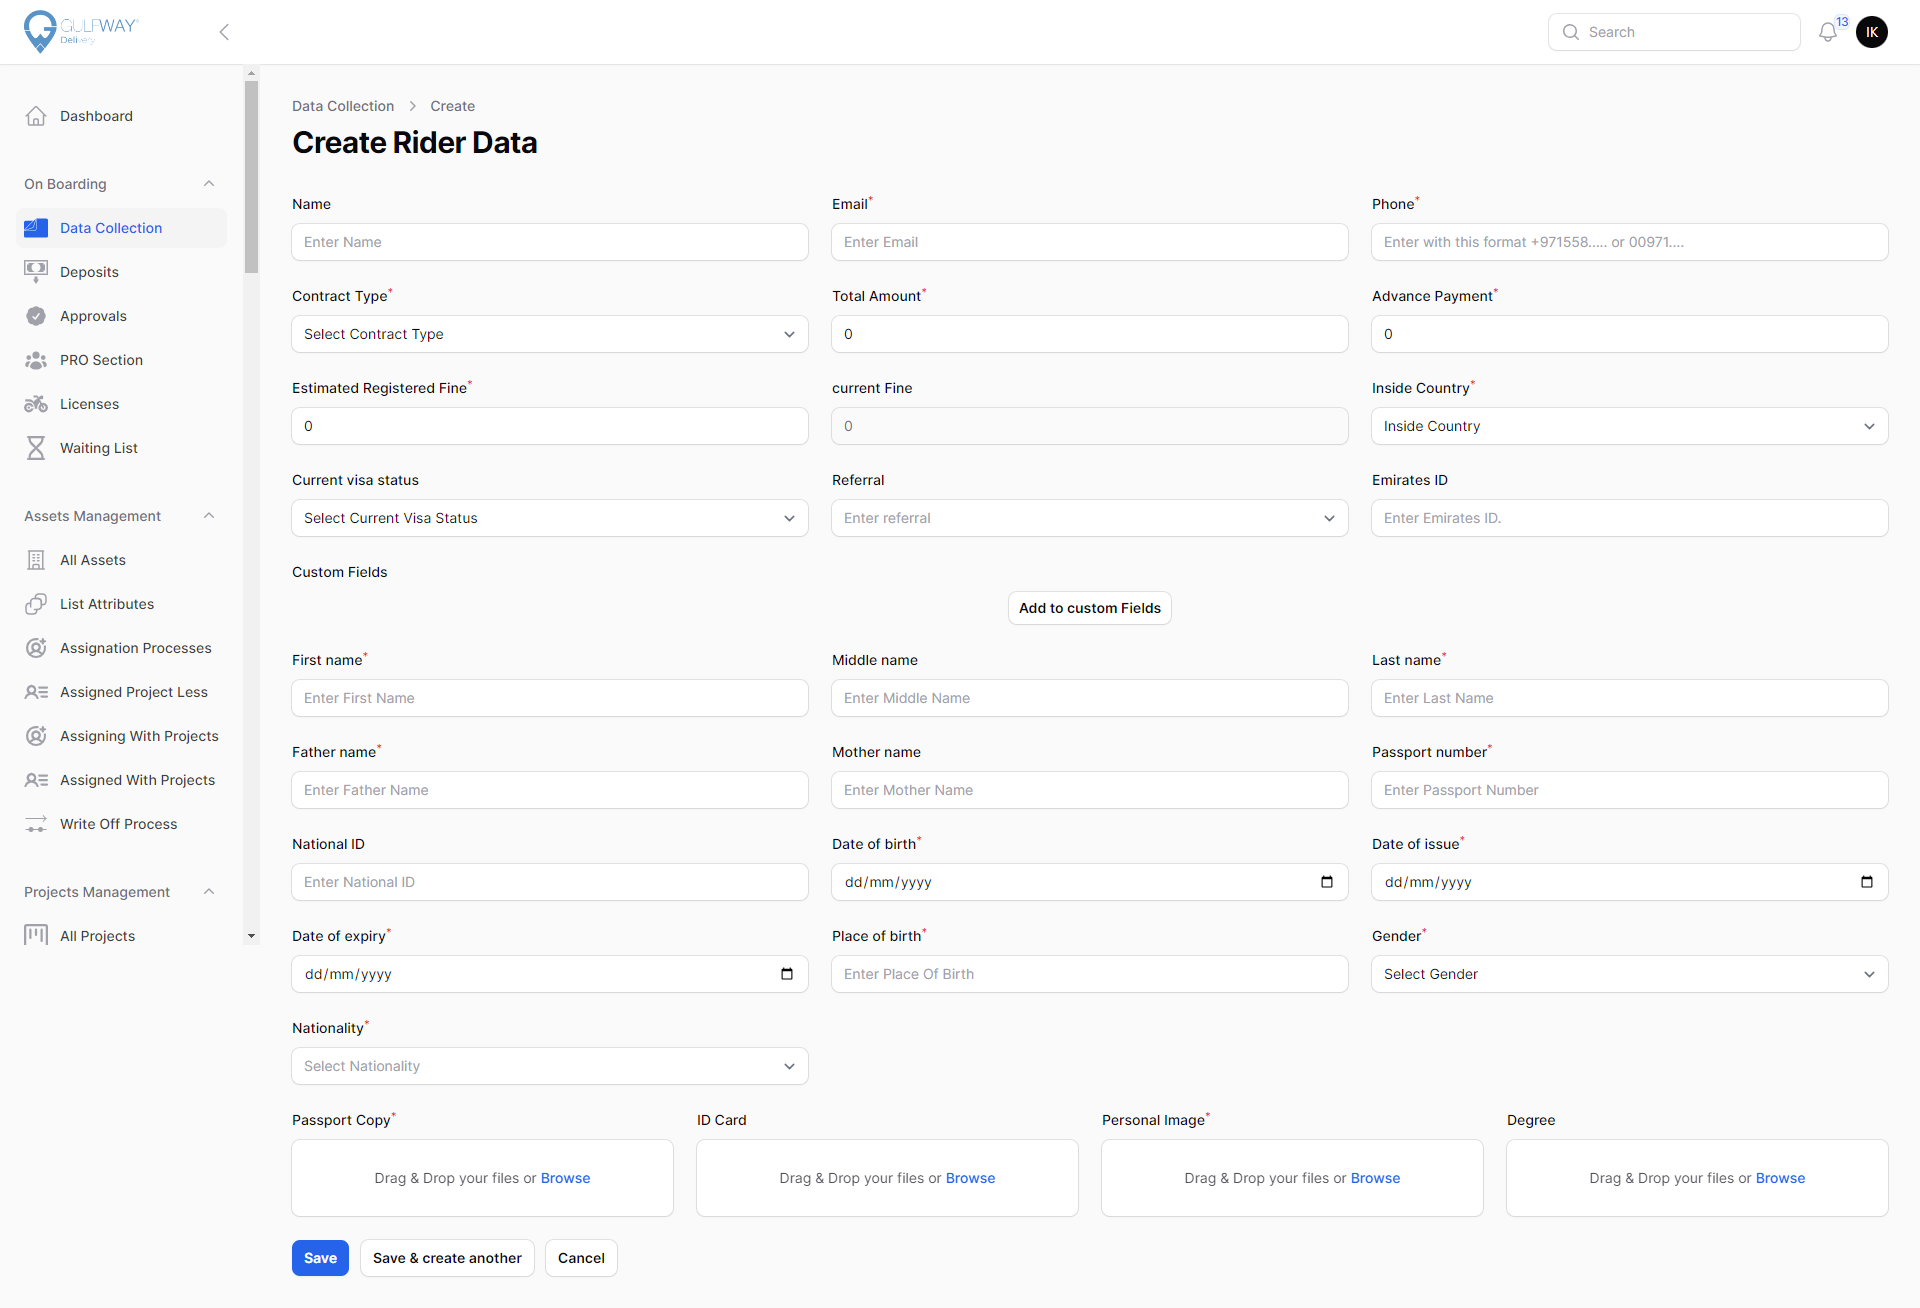 GULFWAY
Delivery
Search
13
IK
Dashboard
On Boarding
Data Collection
Deposits
Approvals
PRO Section
Licenses
Waiting List
Assets Management
All Assets
List Attributes
Assignation Processes
Assigned Project Less
Assigning With Projects
Assigned With Projects
Write Off Process
Projects Management
All Projects
Data Collection > Create
Create Rider Data
Name
Email*
Phone*
Enter Name
Enter Email
Enter with this format +971558..... or 00971....
Contract Type*
Total Amount*
Advance Payment*
Select Contract Type
0
0
Estimated Registered Fine*
current Fine
Inside Country*
0
0
Inside Country
Current visa status
Referral
Emirates ID
Select Current Visa Status
Enter referral
Enter Emirates ID.
Custom Fields
Add to custom Fields
First name*
Middle name
Last name*
Enter First Name
Enter Middle Name
Enter Last Name
Father name*
Mother name
Passport number*
Enter Father Name
Enter Mother Name
Enter Passport Number
National ID
Date of birth*
Date of issue*
Enter National ID
dd/mm/yyyy
dd/mm/yyyy
Date of expiry*
Place of birth*
Gender*
dd/mm/yyyy
Enter Place Of Birth
Select Gender
Nationality*
Select Nationality
Passport Copy*
ID Card
Personal Image*
Degree
Drag & Drop your files or Browse
Drag & Drop your files or Browse
Drag & Drop your files or Browse
Drag & Drop your files or Browse
Save
Save & create another
Cancel